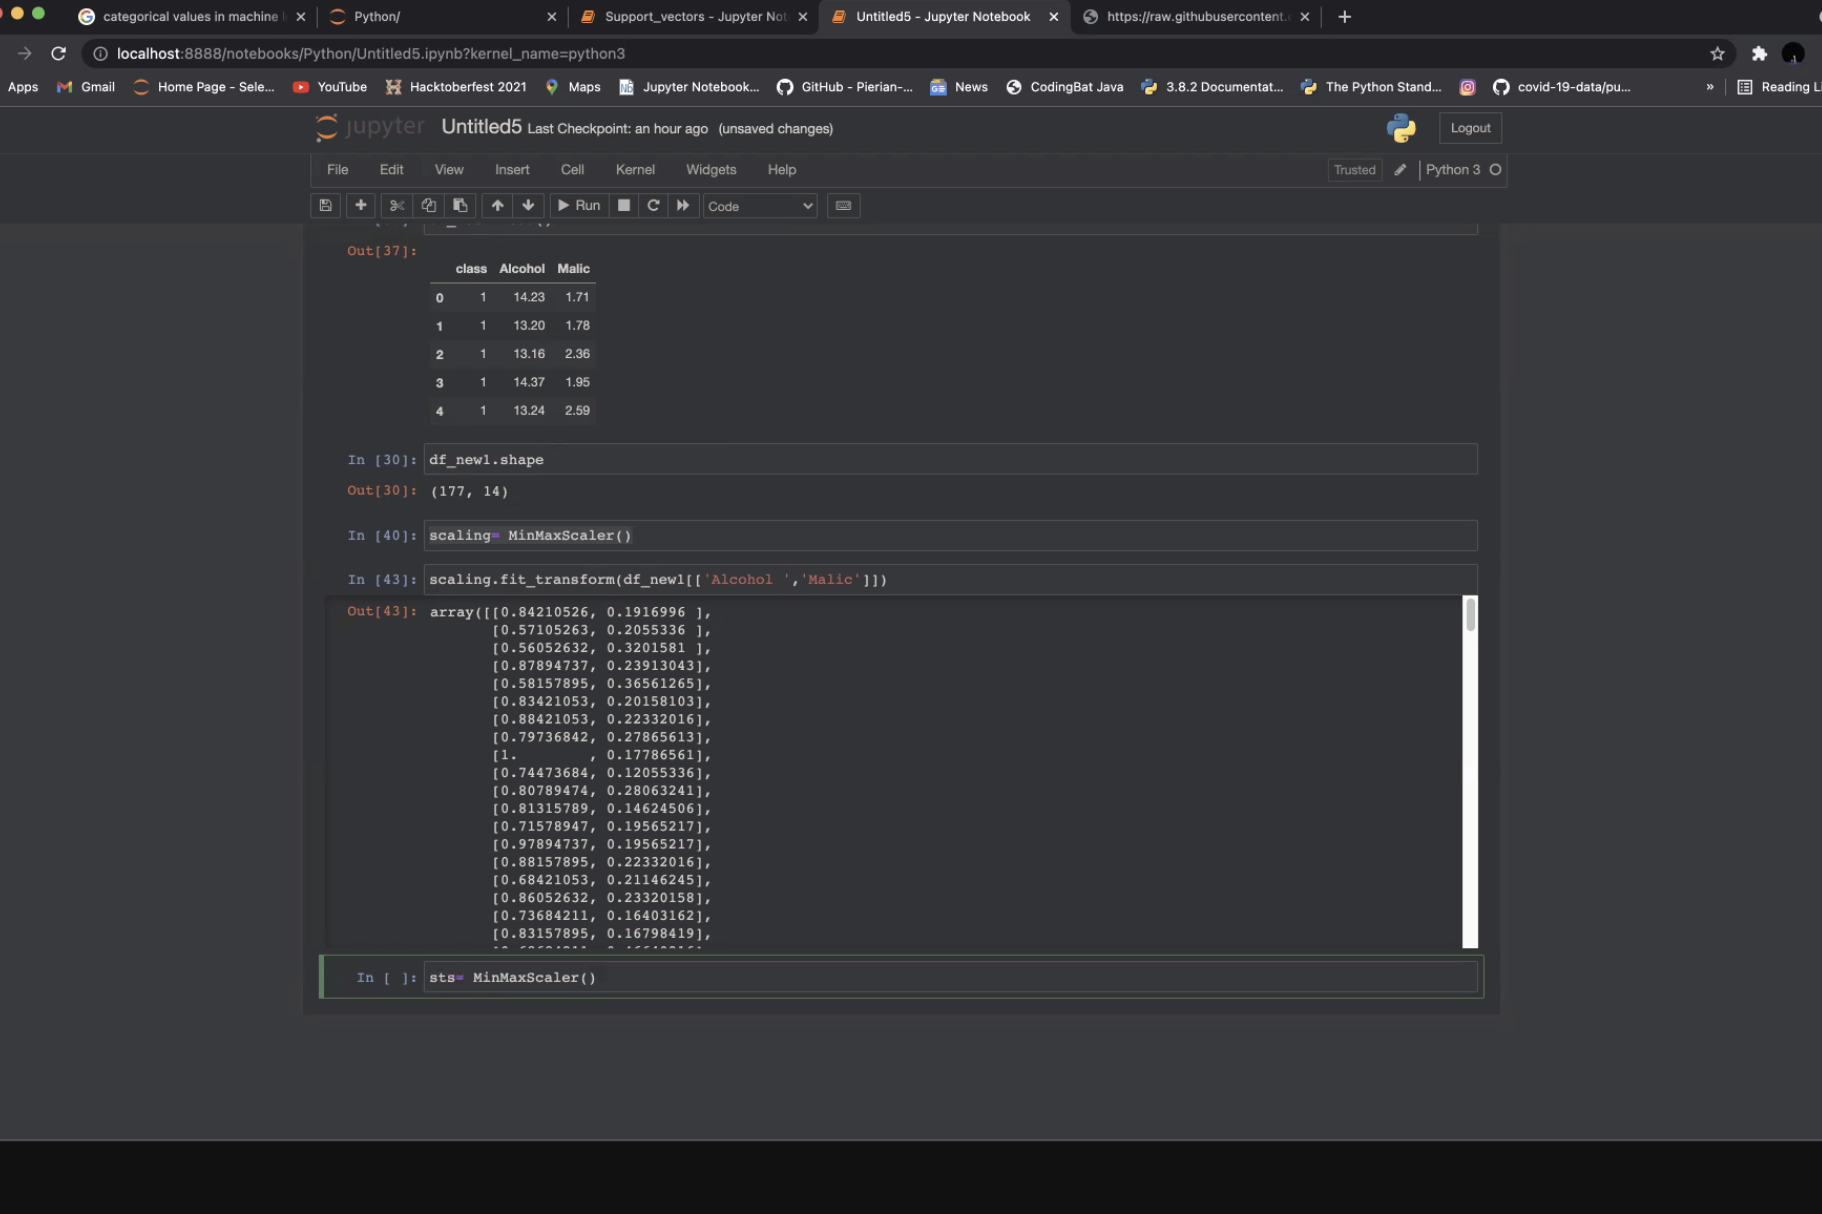 categorical values in machine
Python/
Support_vectors - Jupyter Not
Untitled5 - Jupyter Notebook
https://raw.githubusercontent.
localhost:8888/notebooks/Python/Untitled5.ipynb?kernel_name=python3
Apps Gmail Home Page - Sele... YouTube Hacktoberfest 2021 Maps Jupyter Notebook... GitHub - Pierian-... News CodingBat Java 3.8.2 Documentat... The Python Stand... covid-19-data/pu... » Reading Li
jupyter Untitled5 Last Checkpoint: an hour ago (unsaved changes) Logout
File Edit View Insert Cell Kernel Widgets Help Trusted Python 3
Run Code
Out[37]:
class Alcohol Malic
0 1 14.23 1.71
1 1 13.20 1.78
2 1 13.16 2.36
3 1 14.37 1.95
4 1 13.24 2.59
In [30]: df_new1.shape
Out[30]: (177, 14)
In [40]: scaling= MinMaxScaler()
In [43]: scaling.fit_transform(df_new1[['Alcohol ','Malic']])
Out[43]: array([[0.84210526, 0.1916996 ],
[0.57105263, 0.2055336 ],
[0.56052632, 0.3201581 ],
[0.87894737, 0.23913043],
[0.58157895, 0.36561265],
[0.83421053, 0.20158103],
[0.88421053, 0.22332016],
[0.79736842, 0.27865613],
[1.        , 0.17786561],
[0.74473684, 0.12055336],
[0.80789474, 0.28063241],
[0.81315789, 0.14624506],
[0.71578947, 0.19565217],
[0.97894737, 0.19565217],
[0.88157895, 0.22332016],
[0.68421053, 0.21146245],
[0.86052632, 0.23320158],
[0.73684211, 0.16403162],
[0.83157895, 0.16798419],
In [ ]: sts= MinMaxScaler()